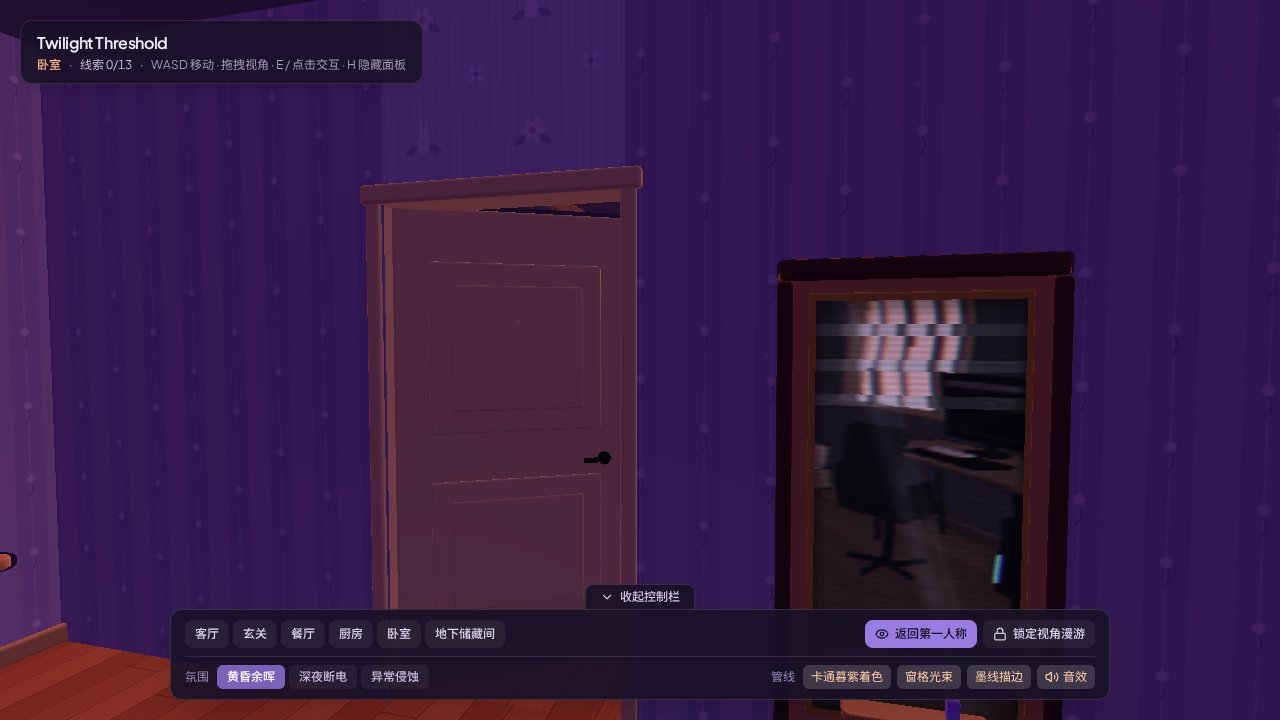 Twilight Threshold
卧室 · 线索 0/13 · WASD 移动 · 拖拽视角 · E / 点击交互 · H 隐藏面板
收起控制栏
客厅 玄关 餐厅 厨房 卧室 地下储藏间 返回第一人称 锁定视角漫游
氛围 黄昏余晖 深夜断电 异常侵蚀 管线 卡通暮紫着色 窗格光束 墨线描边 音效